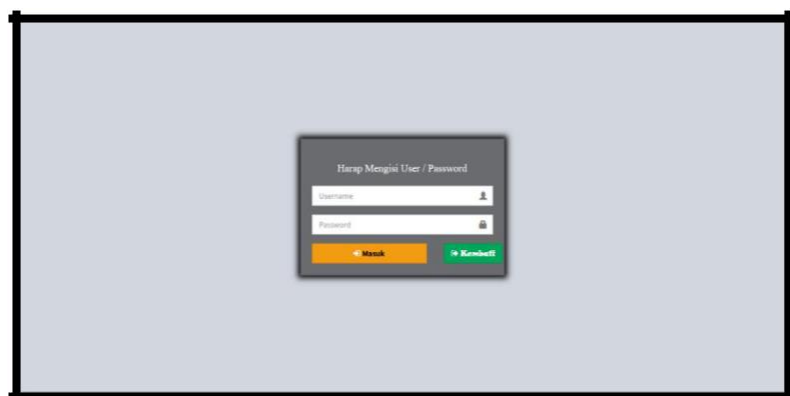 Harap Mengisi User / Password
Username
Password
Masuk
Kembali